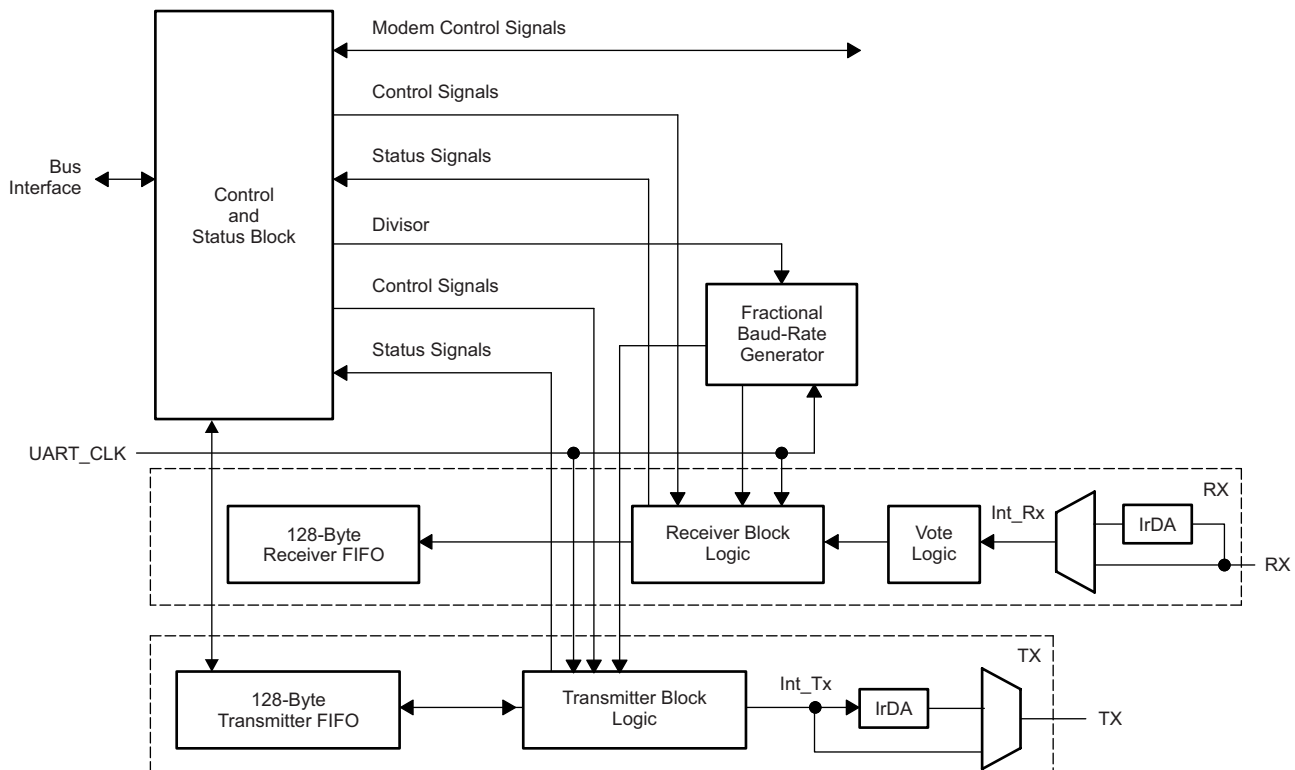 Modem Control Signals
Control Signals
Status Signals
Bus
Interface
Control
and
Status Block
Divisor
Control Signals
Status Signals
Fractional
Baud-Rate
Generator
UART_CLK
RX
128-Byte
Receiver FIFO
Receiver Block
Logic
Vote
Logic
Int_Rx
IrDA
RX
TX
128-Byte
Transmitter FIFO
Transmitter Block
Logic
Int_Tx
IrDA
TX